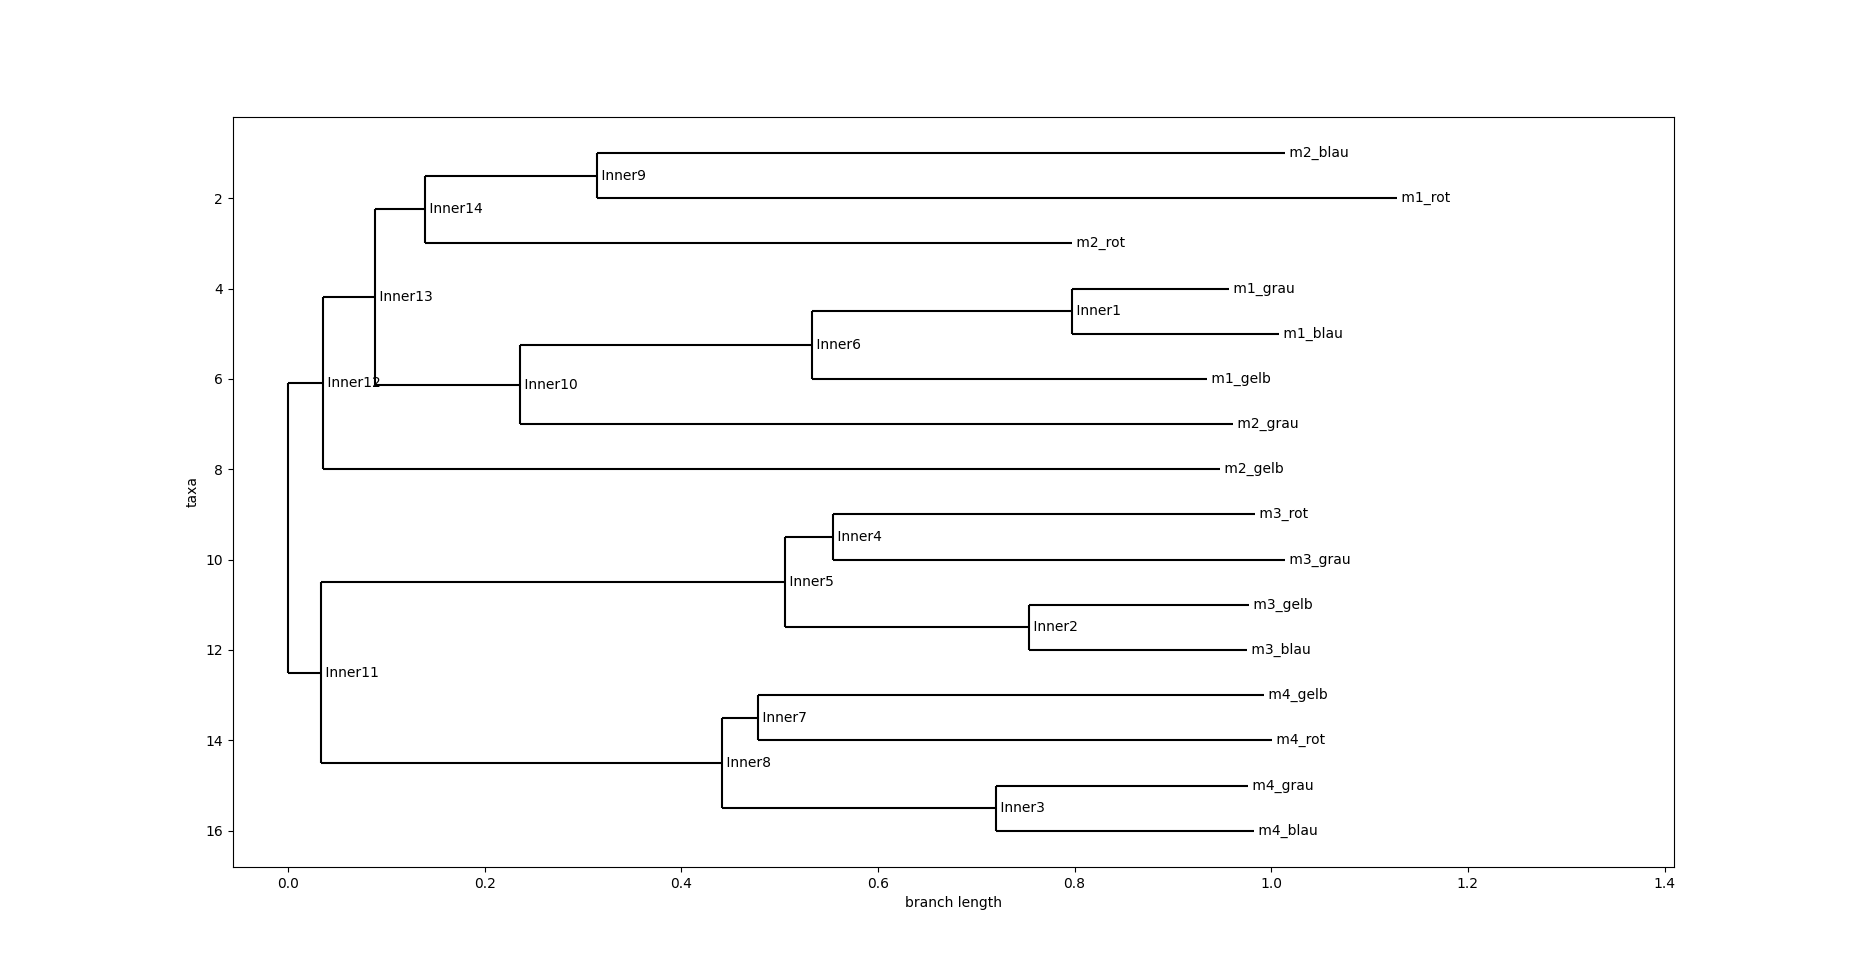 m2_blau
Inner9
2
m1_rot
Inner14
m2_rot
4
m1_grau
Inner13
Inner1
m1_blau
Inner6
6
m1_gelb
Inner12
Inner10
m2_grau
8
m2_gelb
taxa
m3_rot
Inner4
10
m3_grau
Inner5
m3_gelb
Inner2
12
m3_blau
Inner11
m4_gelb
Inner7
14
m4_rot
Inner8
m4_grau
Inner3
16
m4_blau
0.0 0.2 0.4 0.6 0.8 1.0 1.2 1.4
branch length